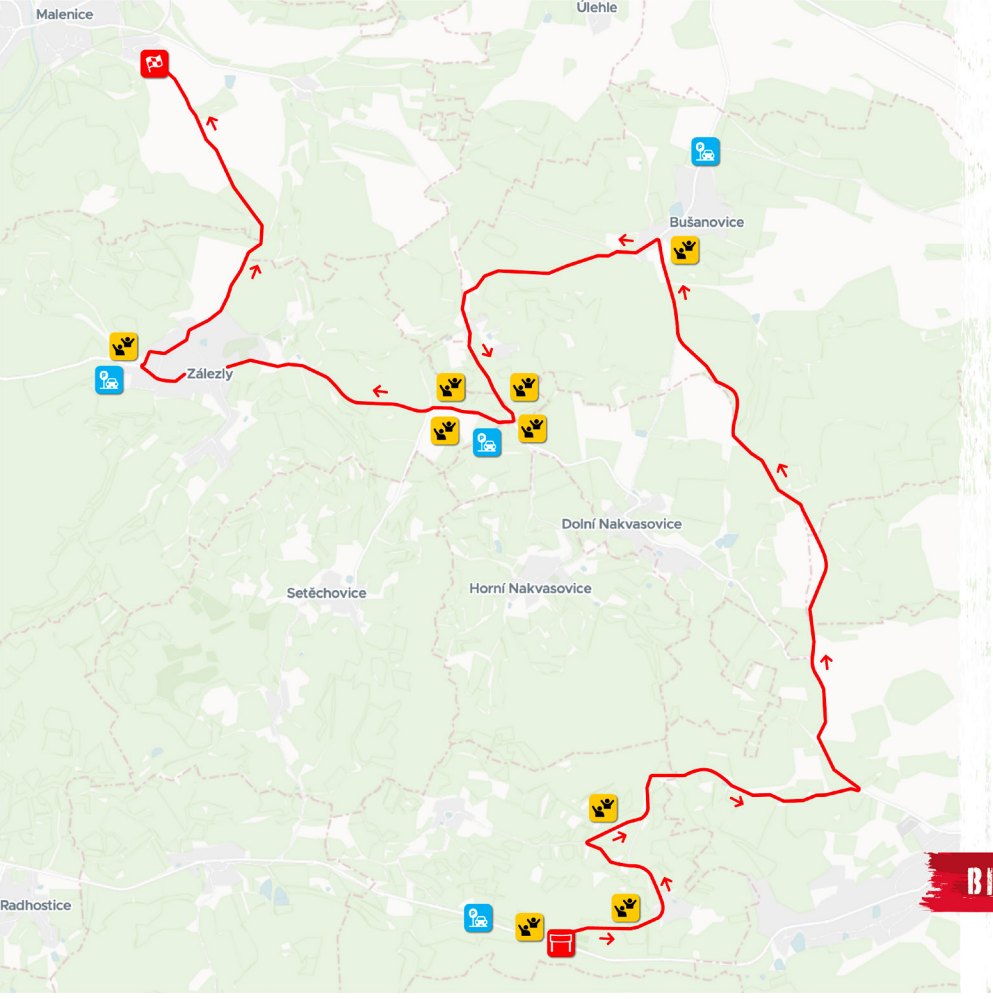 Malenice
Úlehle
Bušanovice
Zálezly
Dolní Nakvasovice
Setěchovice
Horní Nakvasovice
Radhostice